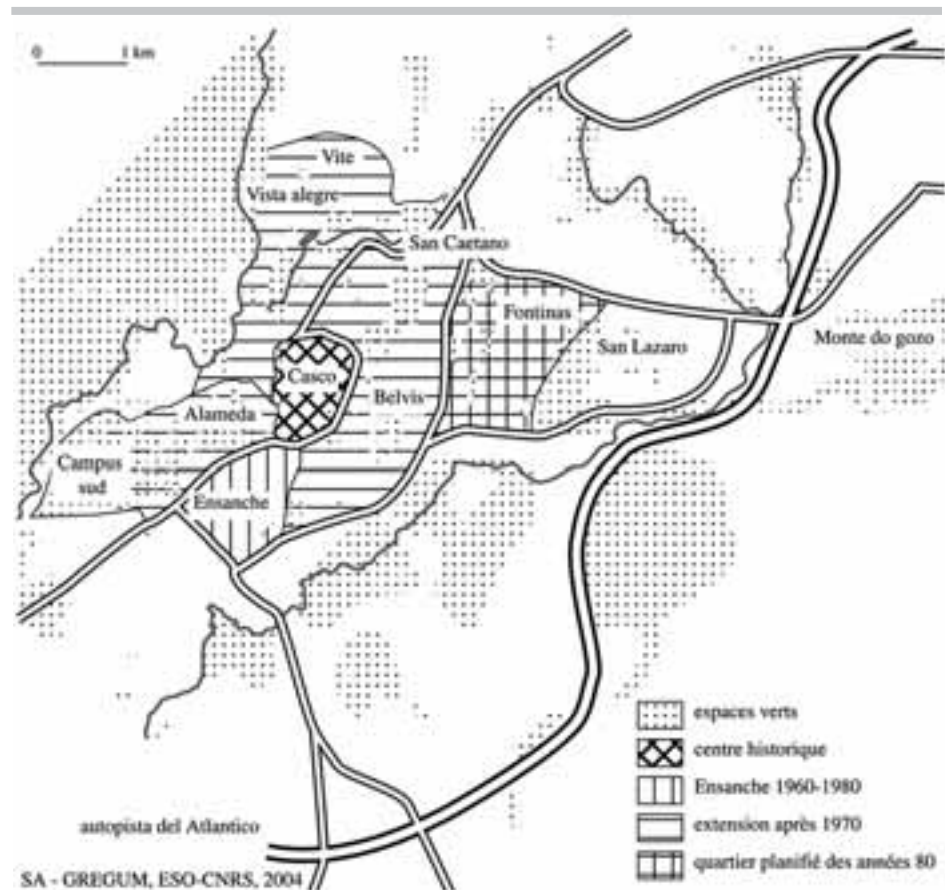 0 1 km
Vite
Vista alegre
San Caetano
Fontinas
San Lazaro
Monte do gozo
Casco
Belvis
Alameda
Campus
sud
Ensanche
espaces verts
centre historique
Ensanche 1960-1980
extension après 1970
quartier planifié des années 80
autopista del Atlantico
SA - GREGUM, ESO-CNRS, 2004